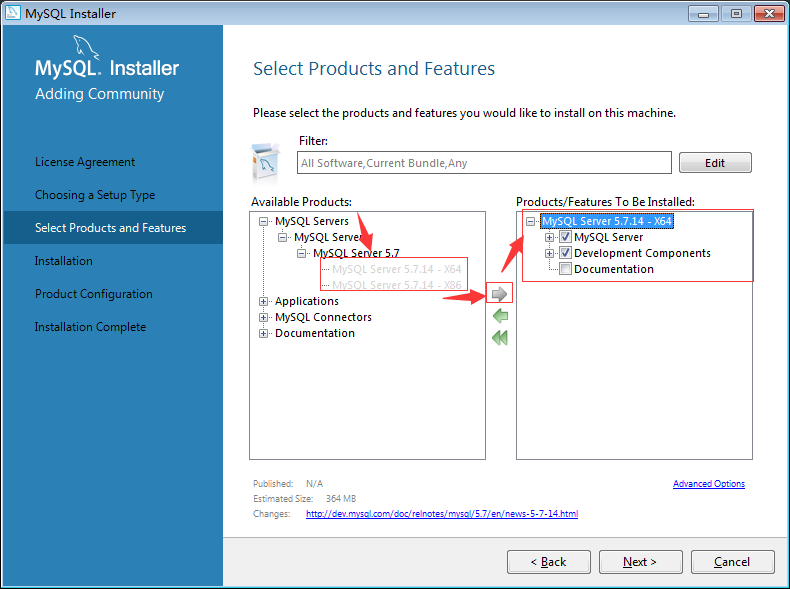 MySQL Installer
MySQL. Installer
Adding Community
License Agreement
Choosing a Setup Type
Select Products and Features
Installation
Product Configuration
Installation Complete
Select Products and Features
Please select the products and features you would like to install on this machine.
Filter:
All Software,Current Bundle,Any
Edit
Available Products:
MySQL Servers
MySQL Server
MySQL Server 5.7
MySQL Server 5.7.14 - X64
MySQL Server 5.7.14 - X86
Applications
MySQL Connectors
Documentation
Products/Features To Be Installed:
MySQL Server 5.7.14 - X64
MySQL Server
Development Components
Documentation
Published: N/A
Estimated Size: 364 MB
Changes: http://dev.mysql.com/doc/relnotes/mysql/5.7/en/news-5-7-14.html
Advanced Options
< Back
Next >
Cancel